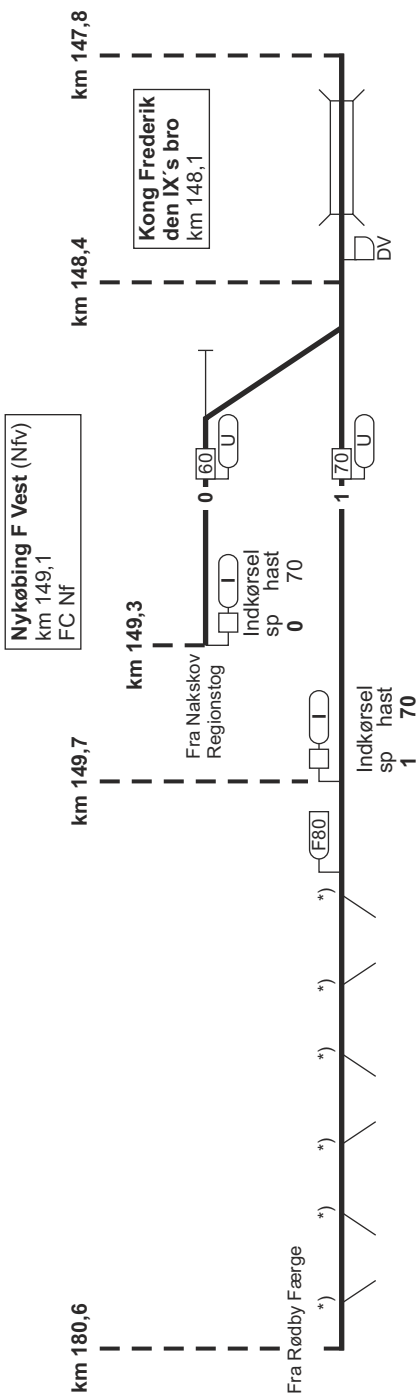 Nykøbing F Vest (Nfv)
km 149,1
FC Nf
km 180,6
km 149,7
km 149,3
km 148,4
km 147,8
Kong Frederik
den IX´s bro
km 148,1
Fra Nakskov
Regionstog
I
Indkørsel
sp hast
0 70
0
60
U
Fra Rødby Færge
*)
*)
*)
*)
*)
*)
F80
I
Indkørsel
sp hast
1 70
1
70
U
DV